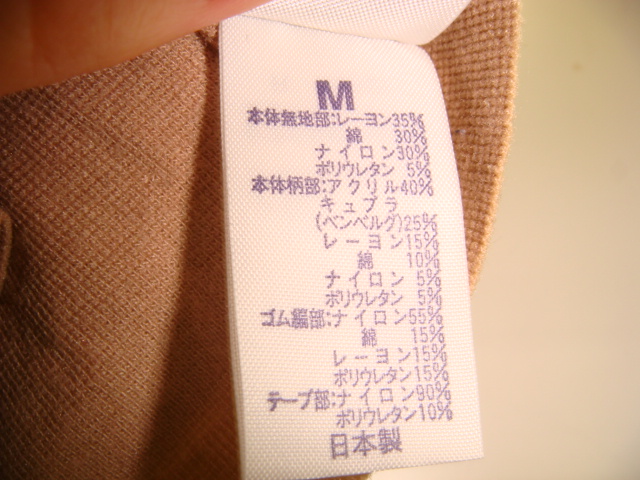 M
本体無地部:レーヨン35%
綿 30%
ナイロン30%
ポリウレタン 5%
本体柄部:アクリル40%
キュプラ
(ベンベルグ)25%
レーヨン15%
綿 10%
ナイロン 5%
ポリウレタン 5%
ゴム編部:ナイロン55%
綿 15%
レーヨン15%
ポリウレタン15%
テープ部:ナイロン90%
ポリウレタン10%
日本製